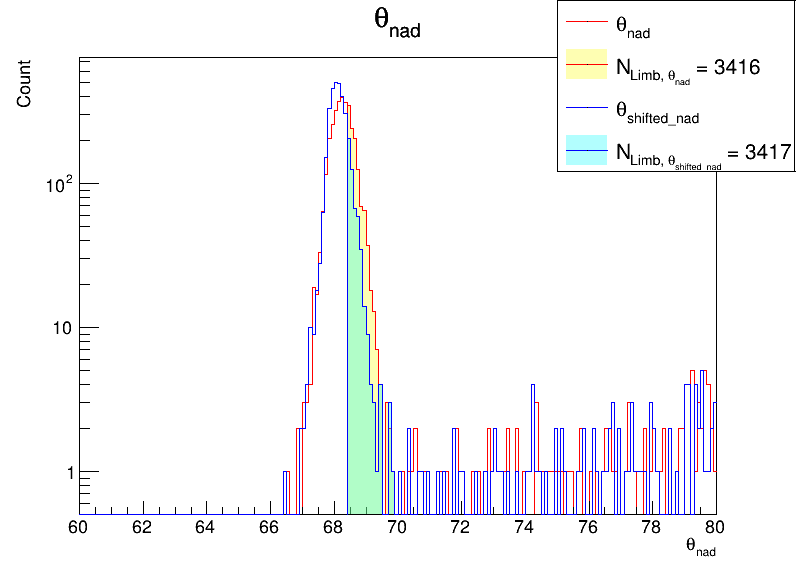 θnad
θnad
NLimb, θnad = 3416
θshifted_nad
NLimb, θshifted_nad = 3417
Count
10²
10
1
60 62 64 66 68 70 72 74 76 78 80
θnad